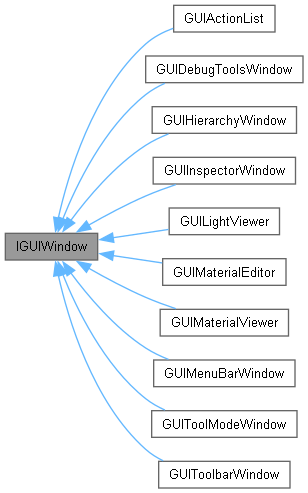 GUIActionList
GUIDebugToolsWindow
GUIHierarchyWindow
GUIInspectorWindow
GUILightViewer
IGUIWindow
GUIMaterialEditor
GUIMaterialViewer
GUIMenuBarWindow
GUIToolModeWindow
GUIToolbarWindow